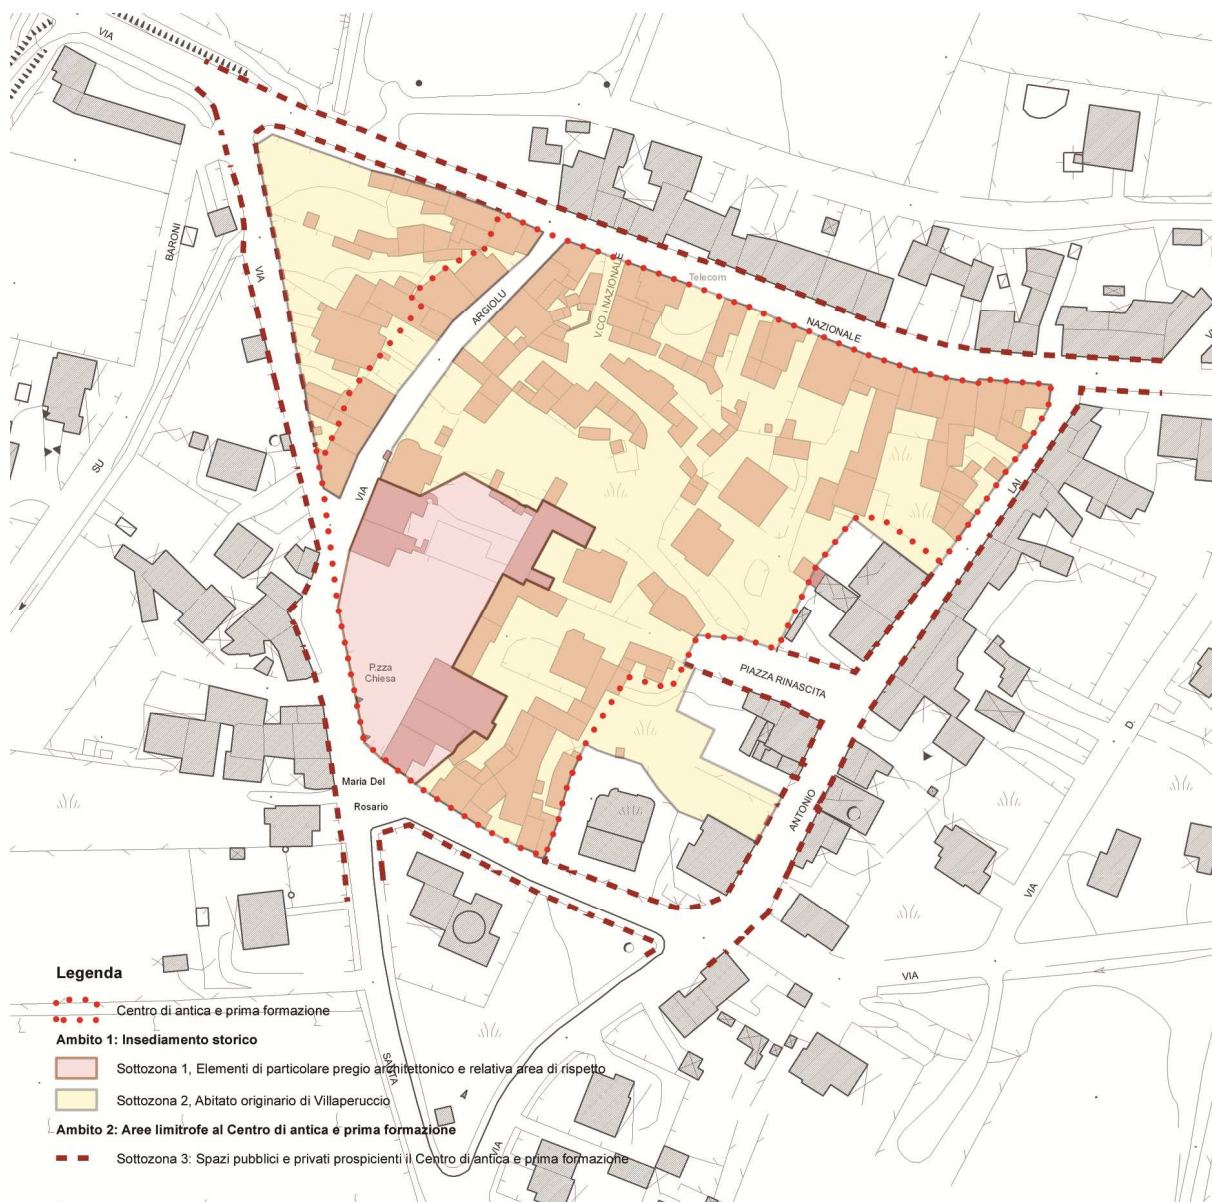 VIA
BARONI
VIA
ARGIOLU
V.CO I NAZIONALE
Telecom
NAZIONALE
SU
VIA
LAI
P.zza
Chiesa
PIAZZA RINASCITA
D.
Maria Del
Rosario
ANTONIO
VIA
VIA
SANTA
VIA
Legenda
Centro di antica e prima formazione
Ambito 1: Insediamento storico
Sottozona 1, Elementi di particolare pregio architettonico e relativa area di rispetto
Sottozona 2, Abitato originario di Villaperuccio
Ambito 2: Aree limitrofe al Centro di antica e prima formazione
Sottozona 3: Spazi pubblici e privati prospicienti il Centro di antica e prima formazione